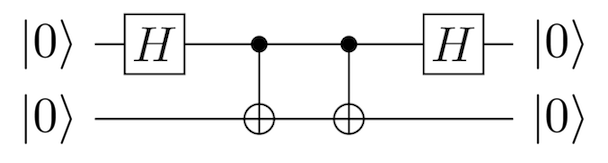 |0⟩ H H |0⟩
|0⟩ |0⟩